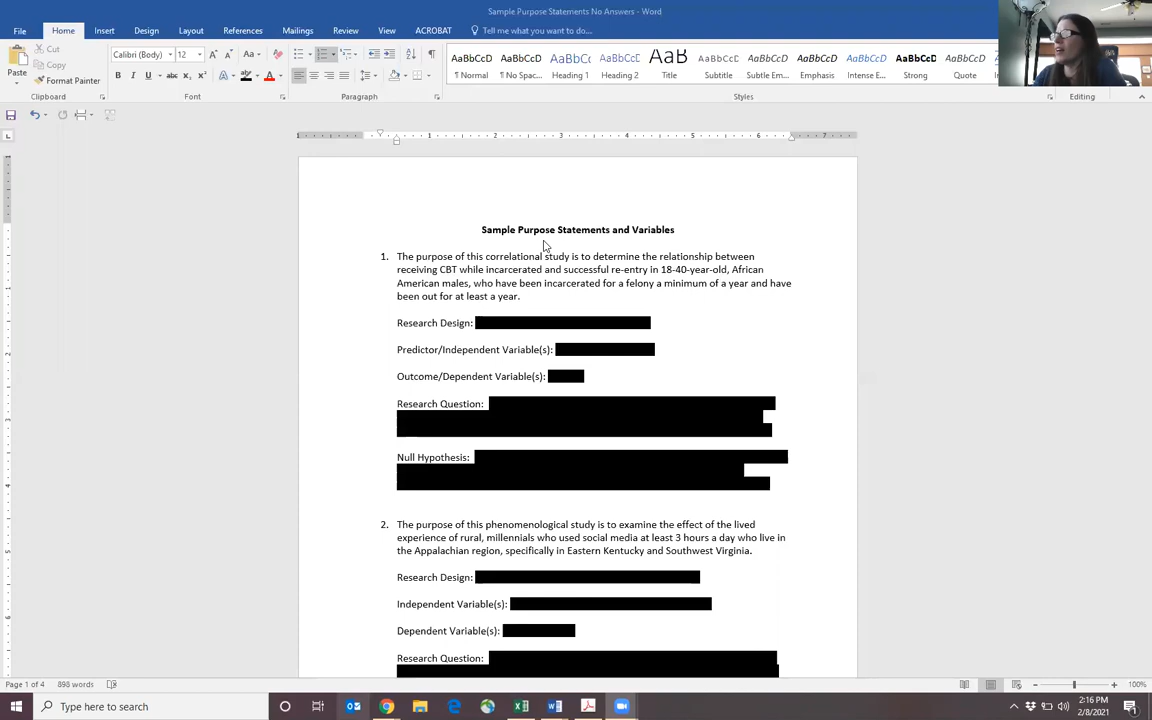 Sample Purpose Statements No Answers - Word
File Home Insert Design Layout References Mailings Review View ACROBAT Tell me what you want to do...
Cut
Copy
Paste
Format Painter
Calibri (Body) 12
AaBbCcD AaBbCcD AaBbC( AaBbCcD AaB AaBbCcD AaBbCcD AaBbCcD AaBbCcD AaBbCcD AaBbCcD
¶ Normal ¶ No Spac... Heading 1 Heading 2 Title Subtitle Subtle Em... Emphasis Intense E... Strong Quote
Clipboard Font Paragraph Styles Editing
Sample Purpose Statements and Variables
1. The purpose of this correlational study is to determine the relationship between
receiving CBT while incarcerated and successful re-entry in 18-40-year-old, African
American males, who have been incarcerated for a felony a minimum of a year and have
been out for at least a year.
Research Design:
Predictor/Independent Variable(s):
Outcome/Dependent Variable(s):
Research Question:
Null Hypothesis:
2. The purpose of this phenomenological study is to examine the effect of the lived
experience of rural, millennials who used social media at least 3 hours a day who live in
the Appalachian region, specifically in Eastern Kentucky and Southwest Virginia.
Research Design:
Independent Variable(s):
Dependent Variable(s):
Research Question:
Page 1 of 4 898 words 100%
Type here to search
2:16 PM
2/8/2021